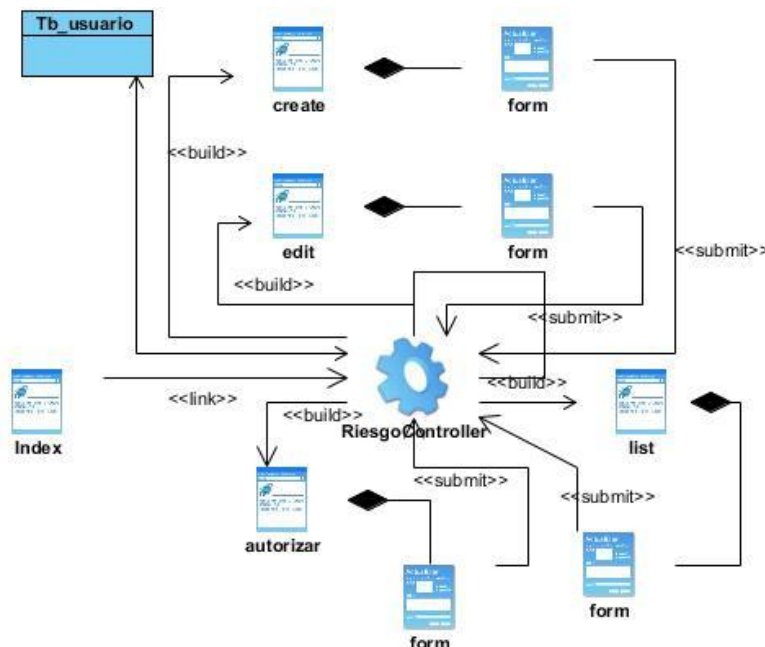 Tb_usuario
create
form
<<build>>
edit
form
<<submit>>
<<build>>
<<submit>>
<<link>>
<<build>>
<<build>>
Index
RiesgoController
list
<<submit>>
<<submit>>
autorizar
form
form